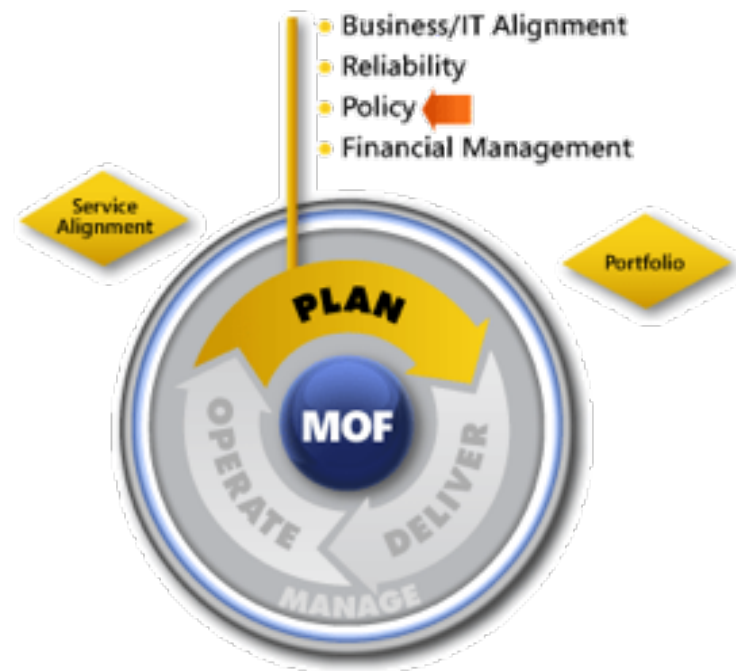 Business/IT Alignment
Reliability
Policy
Financial Management
Service
Alignment
Portfolio
PLAN
MOF
OPERATE
DELIVER
MANAGE